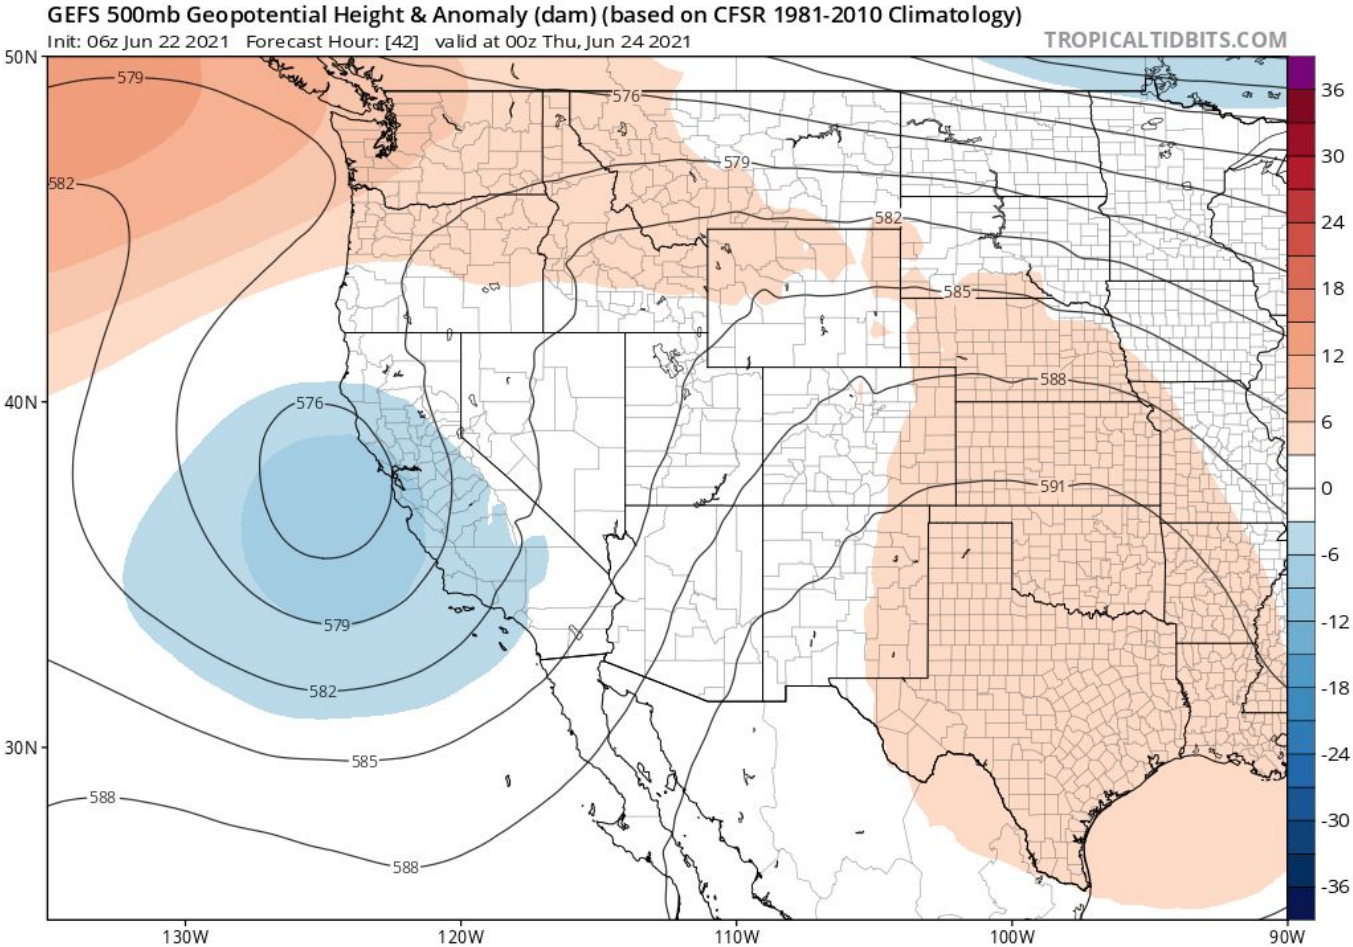 GEFS 500mb Geopotential Height & Anomaly (dam) (based on CFSR 1981-2010 Climatology)
Init: 06z Jun 22 2021 Forecast Hour: [42] valid at 00z Thu, Jun 24 2021
TROPICALTIDBITS.COM
50N
40N
30N
130W
120W
110W
100W
90W
579
576
579
582
582
585
588
576
591
579
582
585
588
588
36
30
24
18
12
6
0
-6
-12
-18
-24
-30
-36